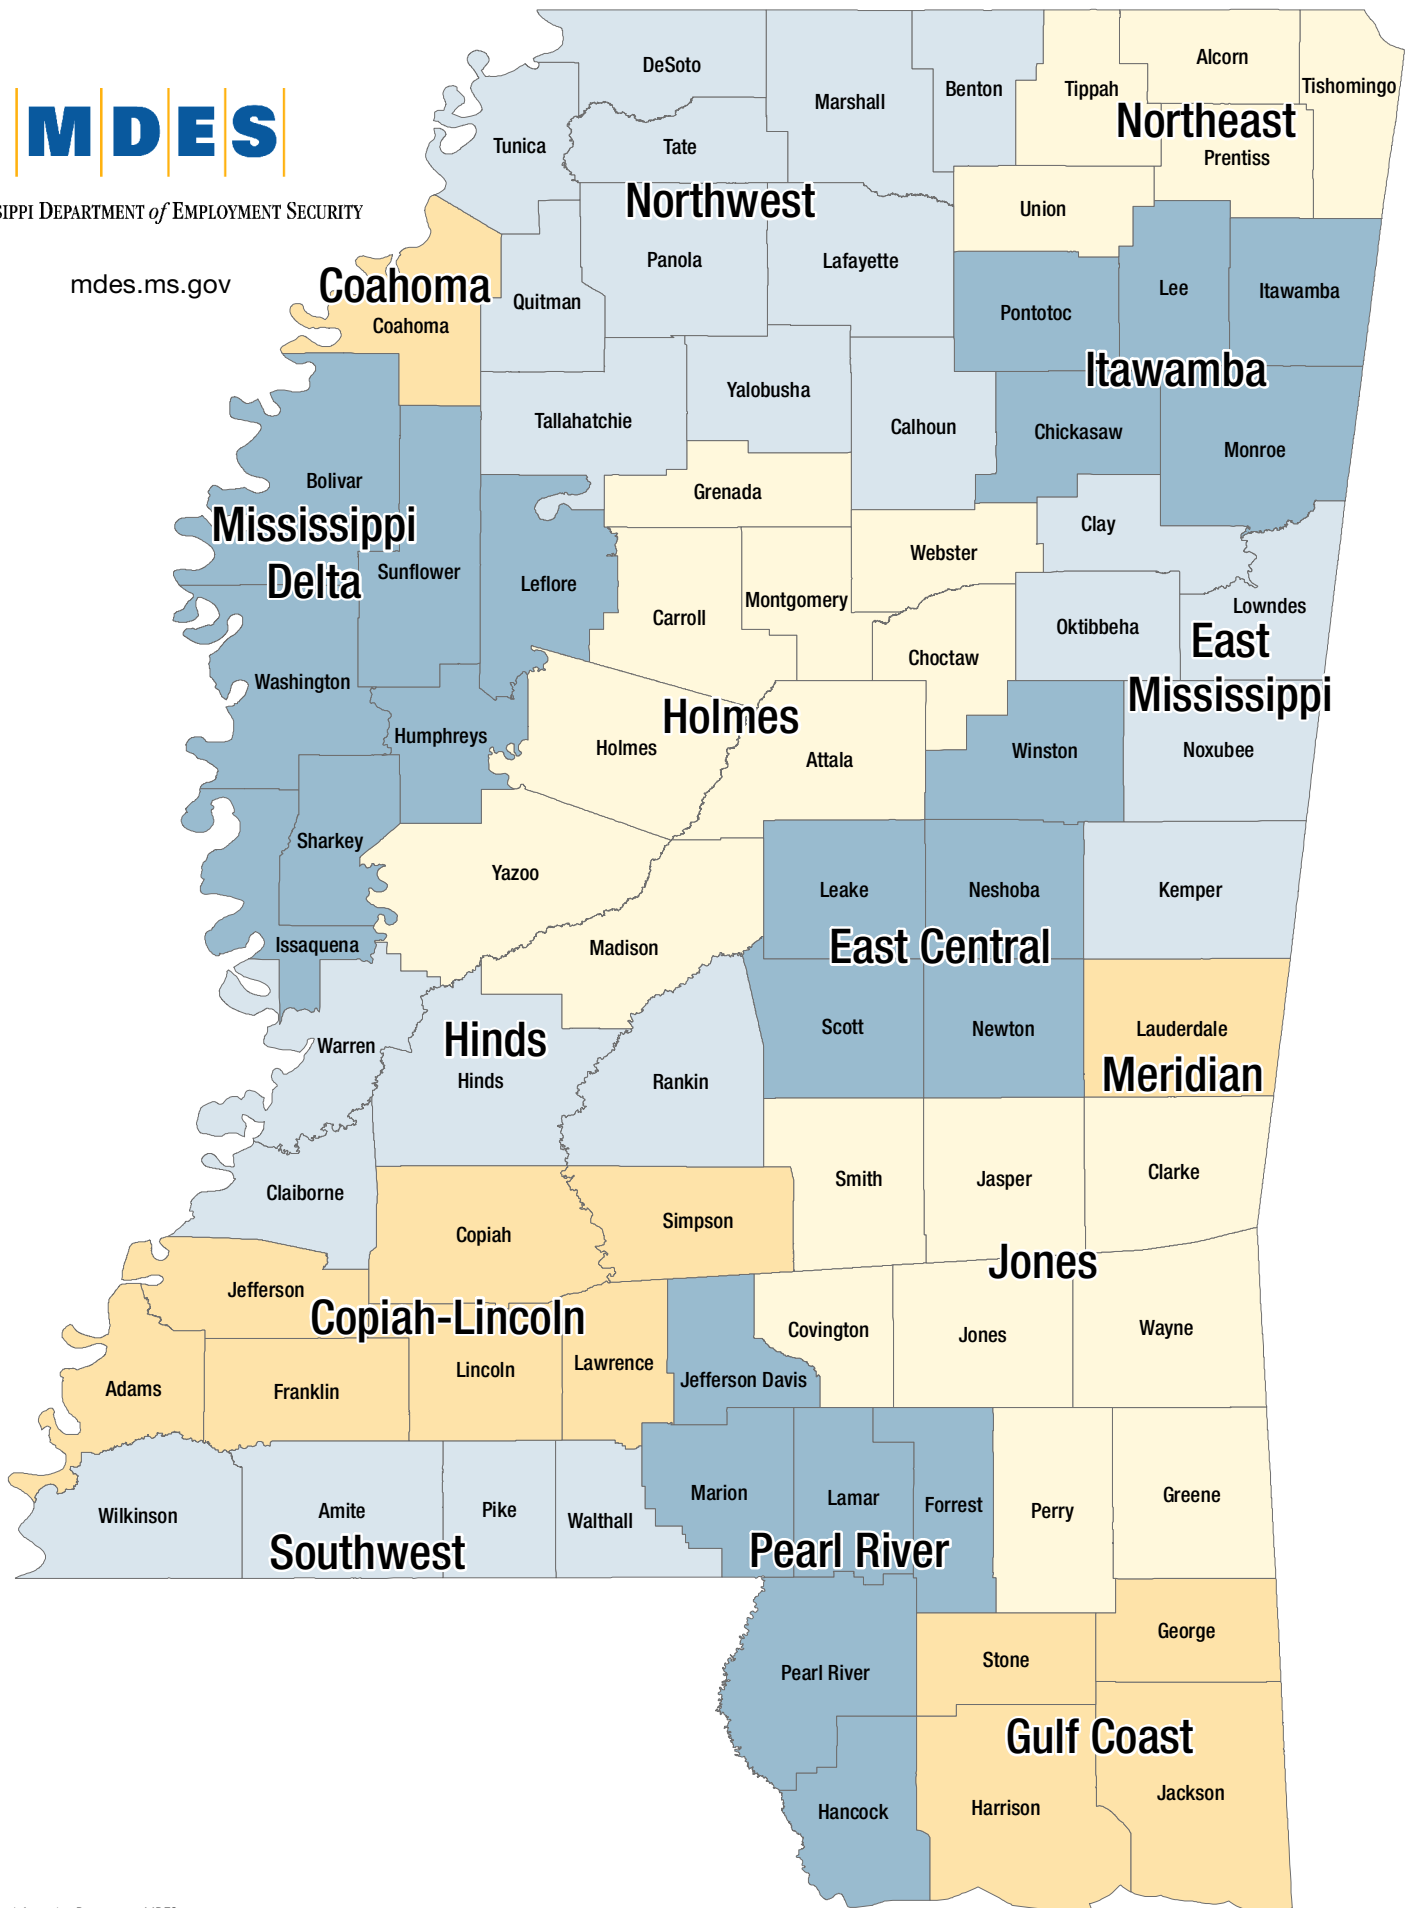 MDES
DEPARTMENT of EMPLOYMENT SECURITY
mdes.ms.gov
DeSoto
Marshall
Benton
Tippah
Alcorn
Tishomingo
Northeast
Prentiss
Tunica
Tate
Northwest
Union
Panola
Lafayette
Coahoma
Coahoma
Quitman
Pontotoc
Lee
Itawamba
Itawamba
Tallahatchie
Yalobusha
Calhoun
Chickasaw
Monroe
Bolivar
Grenada
Clay
Mississippi
Delta
Sunflower
Leflore
Webster
Carroll
Montgomery
Lowndes
Oktibbeha
East
Mississippi
Choctaw
Washington
Humphreys
Holmes
Holmes
Attala
Winston
Noxubee
Sharkey
Yazoo
Leake
Neshoba
Kemper
Issaquena
Madison
East Central
Scott
Newton
Lauderdale
Meridian
Warren
Hinds
Hinds
Rankin
Claiborne
Smith
Jasper
Clarke
Copiah
Simpson
Jones
Jefferson
Copiah-Lincoln
Covington
Jones
Wayne
Adams
Franklin
Lincoln
Lawrence
Jefferson Davis
Wilkinson
Amite
Pike
Walthall
Southwest
Marion
Lamar
Forrest
Perry
Greene
Pearl River
Pearl River
Stone
George
Gulf Coast
Hancock
Harrison
Jackson